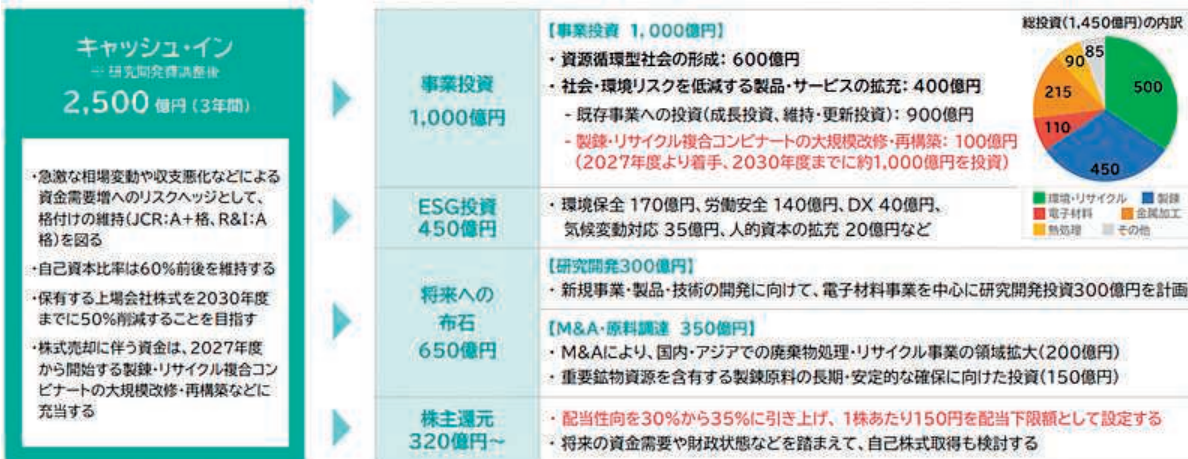 キャッシュ・イン
※ 研究開発費調整後
2,500 億円 (3年間)
・急激な相場変動や収支悪化などによる
資金需要増へのリスクヘッジとして、
格付けの維持(JCR:A+格、R&I:A
格)を図る
・自己資本比率は60%前後を維持する
・保有する上場会社株式を2030年度
までに50%削減することを目指す
・株式売却に伴う資金は、2027年度
から開始する製錬・リサイクル複合コン
ビナートの大規模改修・再構築などに
充当する
事業投資
1,000億円
【事業投資 1,000億円】
・資源循環型社会の形成: 600億円
・社会・環境リスクを低減する製品・サービスの拡充: 400億円
- 既存事業への投資(成長投資、維持・更新投資): 900億円
- 製錬・リサイクル複合コンビナートの大規模改修・再構築: 100億円
(2027年度より着手、2030年度までに約1,000億円を投資)
総投資(1,450億円)の内訳
85
90
500
215
110
450
環境・リサイクル
製錬
電子材料
金属加工
熱処理
その他
ESG投資
450億円
・環境保全 170億円、労働安全 140億円、DX 40億円、
気候変動対応 35億円、人的資本の拡充 20億円など
将来への
布石
650億円
【研究開発300億円】
・新規事業・製品・技術の開発に向けて、電子材料事業を中心に研究開発投資300億円を計画
【M&A・原料調達 350億円】
・M&Aにより、国内・アジアでの廃棄物処理・リサイクル事業の領域拡大(200億円)
・重要鉱物資源を含有する製錬原料の長期・安定的な確保に向けた投資(150億円)
株主還元
320億円～
・配当性向を30%から35%に引き上げ、1株あたり150円を配当下限額として設定する
・将来の資金需要や財政状態などを踏まえて、自己株式取得も検討する